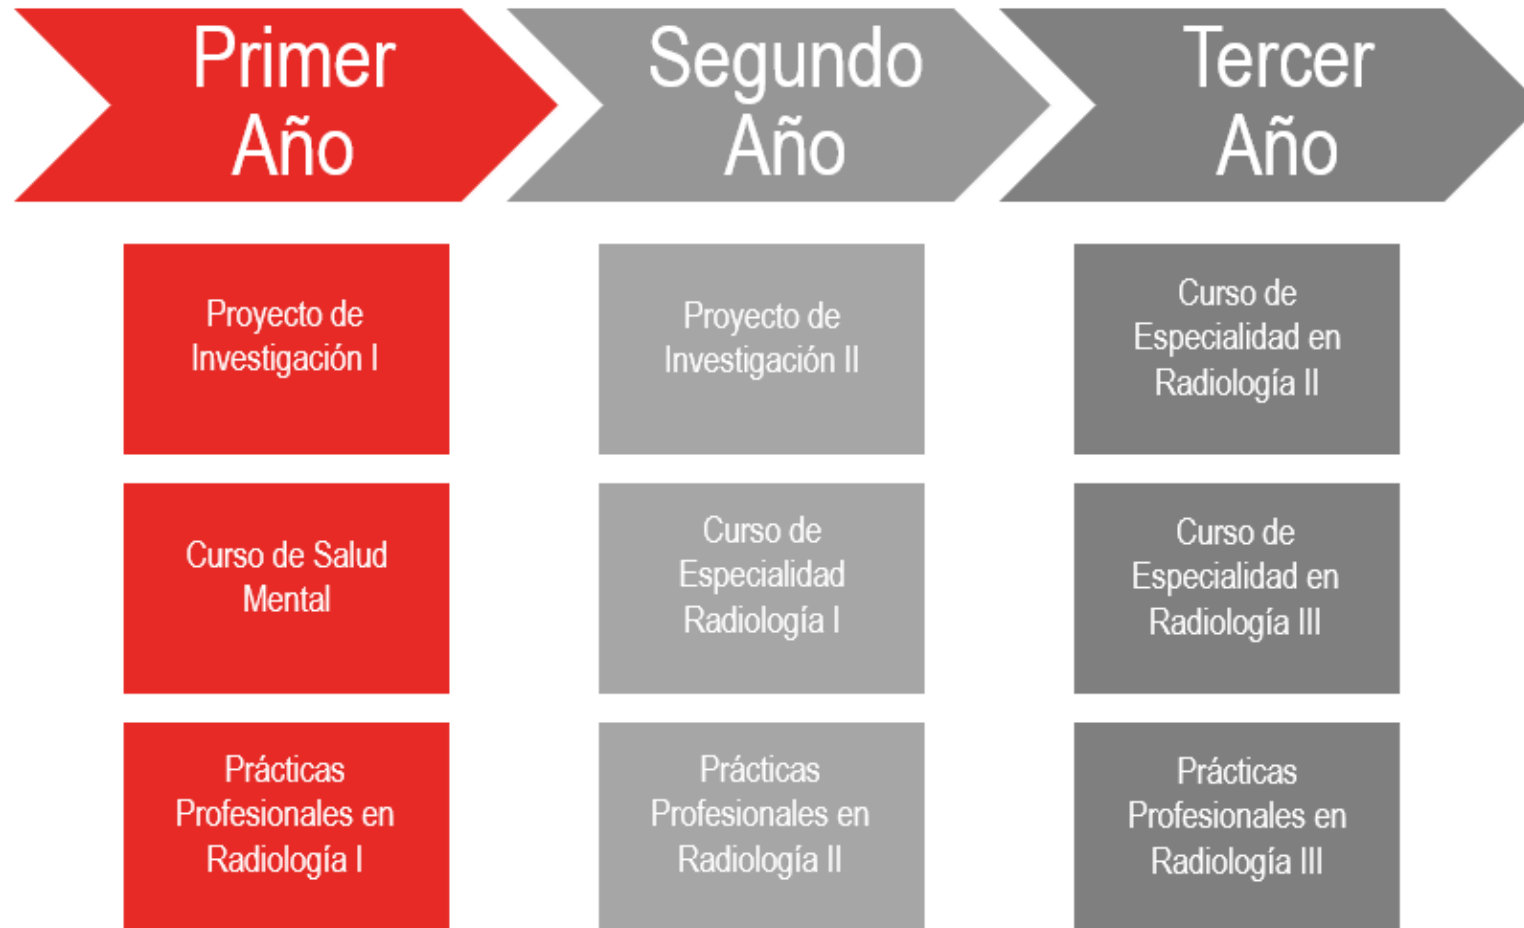 Primer
Año
Segundo
Año
Tercer
Año
Proyecto de
Investigación I
Proyecto de
Investigación II
Curso de
Especialidad en
Radiología II
Curso de Salud
Mental
Curso de
Especialidad
Radiología I
Curso de
Especialidad en
Radiología III
Prácticas
Profesionales en
Radiología I
Prácticas
Profesionales en
Radiología II
Prácticas
Profesionales en
Radiología III